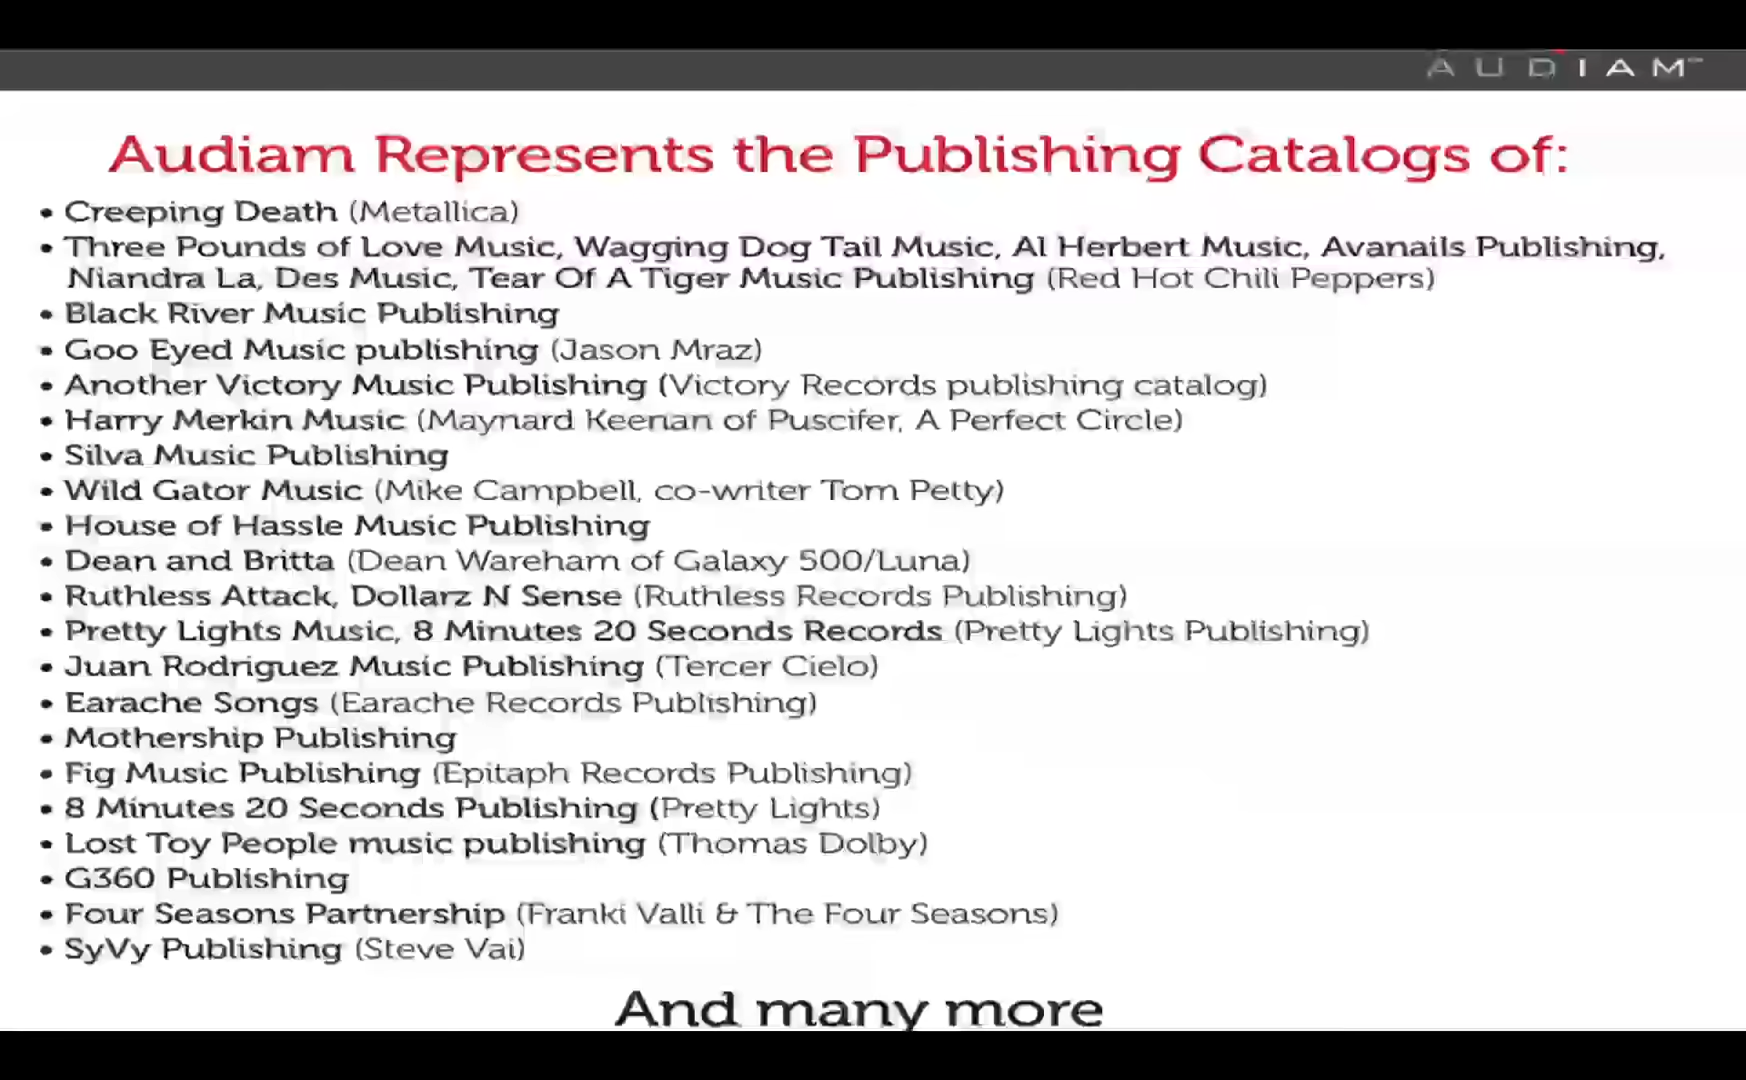 AUDIAM™
Audiam Represents the Publishing Catalogs of:
• Creeping Death (Metallica)
• Three Pounds of Love Music, Wagging Dog Tail Music, Al Herbert Music, Avanails Publishing,
Niandra La, Des Music, Tear Of A Tiger Music Publishing (Red Hot Chili Peppers)
• Black River Music Publishing
• Goo Eyed Music publishing (Jason Mraz)
• Another Victory Music Publishing (Victory Records publishing catalog)
• Harry Merkin Music (Maynard Keenan of Puscifer, A Perfect Circle)
• Silva Music Publishing
• Wild Gator Music (Mike Campbell, co-writer Tom Petty)
• House of Hassle Music Publishing
• Dean and Britta (Dean Wareham of Galaxy 500/Luna)
• Ruthless Attack, Dollarz N Sense (Ruthless Records Publishing)
• Pretty Lights Music, 8 Minutes 20 Seconds Records (Pretty Lights Publishing)
• Juan Rodriguez Music Publishing (Tercer Cielo)
• Earache Songs (Earache Records Publishing)
• Mothership Publishing
• Fig Music Publishing (Epitaph Records Publishing)
• 8 Minutes 20 Seconds Publishing (Pretty Lights)
• Lost Toy People music publishing (Thomas Dolby)
• G360 Publishing
• Four Seasons Partnership (Franki Valli & The Four Seasons)
• SyVy Publishing (Steve Vai)
And many more